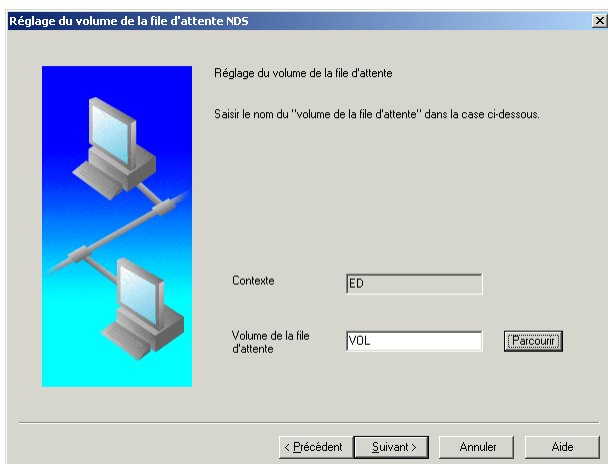 Réglage du volume de la file d'attente NDS
Réglage du volume de la file d'attente
Saisir le nom du "volume de la file d'attente" dans la case ci-dessous.
Contexte
ED
Volume de la file
d'attente
VOL
Parcourir
< Précédent
Suivant >
Annuler
Aide